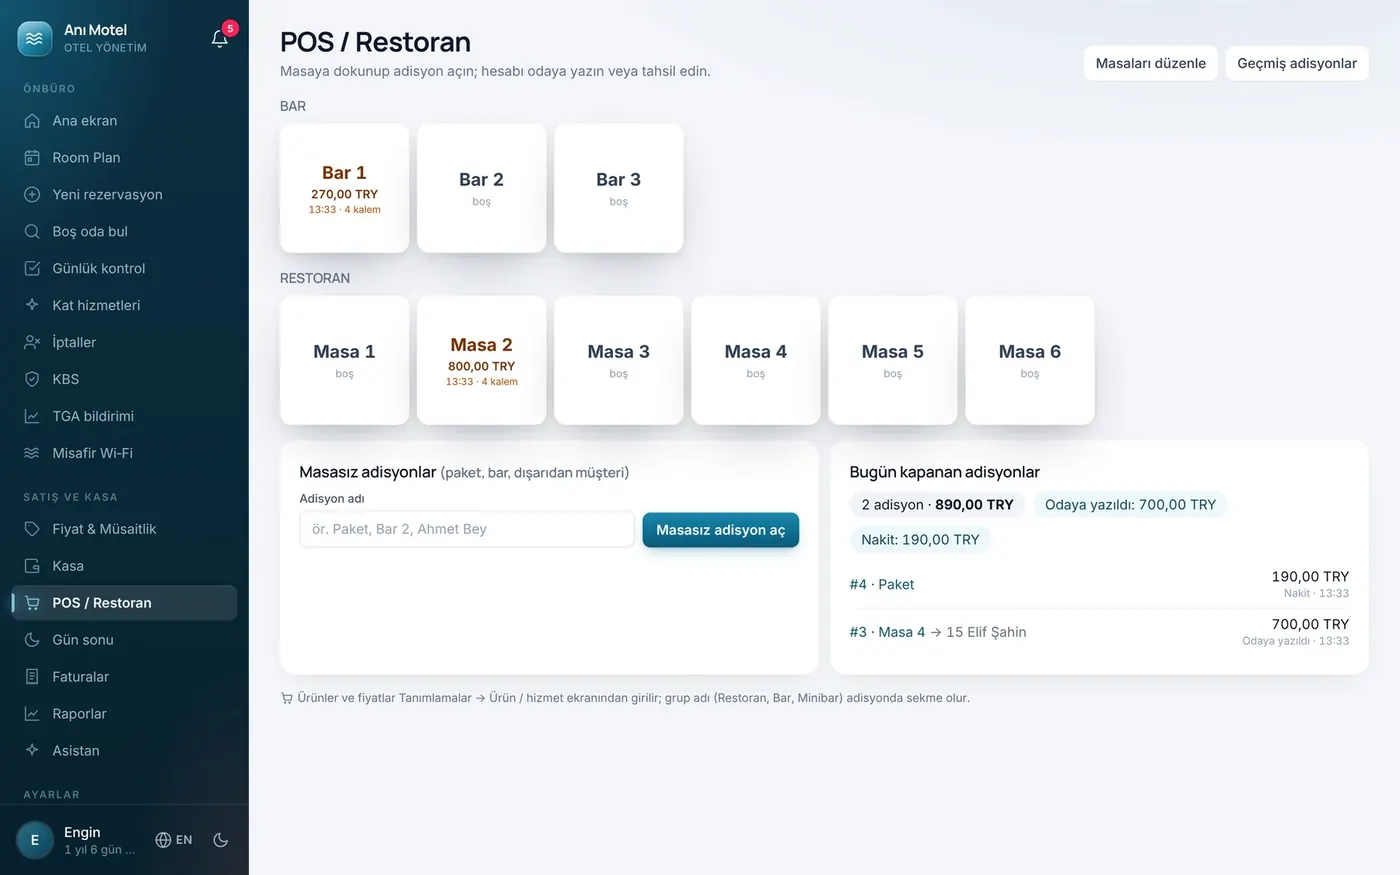 Anı Motel
OTEL YÖNETİM
5
ÖNBÜRO
Ana ekran
Room Plan
Yeni rezervasyon
Boş oda bul
Günlük kontrol
Kat hizmetleri
İptaller
KBS
TGA bildirimi
Misafir Wi-Fi
SATIŞ VE KASA
Fiyat & Müsaitlik
Kasa
POS / Restoran
Gün sonu
Faturalar
Raporlar
Asistan
AYARLAR
E
Engin
1 yıl 6 gün ...
EN
POS / Restoran
Masaya dokunup adisyon açın; hesabı odaya yazın veya tahsil edin.
Masaları düzenle
Geçmiş adisyonlar
BAR
Bar 1
270,00 TRY
13:33 · 4 kalem
Bar 2
boş
Bar 3
boş
RESTORAN
Masa 1
boş
Masa 2
800,00 TRY
13:33 · 4 kalem
Masa 3
boş
Masa 4
boş
Masa 5
boş
Masa 6
boş
Masasız adisyonlar (paket, bar, dışarıdan müşteri)
Adisyon adı
ör. Paket, Bar 2, Ahmet Bey
Masasız adisyon aç
Bugün kapanan adisyonlar
2 adisyon · 890,00 TRY
Odaya yazıldı: 700,00 TRY
Nakit: 190,00 TRY
#4 · Paket
190,00 TRY
Nakit · 13:33
#3 · Masa 4 → 15 Elif Şahin
700,00 TRY
Odaya yazıldı · 13:33
Ürünler ve fiyatlar Tanımlamalar → Ürün / hizmet ekranından girilir; grup adı (Restoran, Bar, Minibar) adisyonda sekme olur.